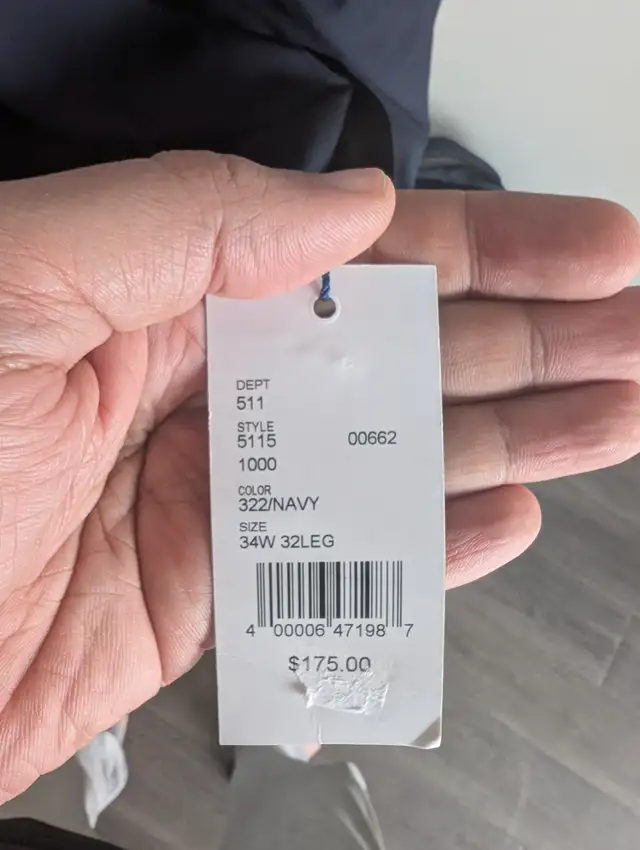 DEPT
511
STYLE
5115 00662
1000
COLOR
322/NAVY
SIZE
34W 32LEG
4 00006 47198 7
$175.00